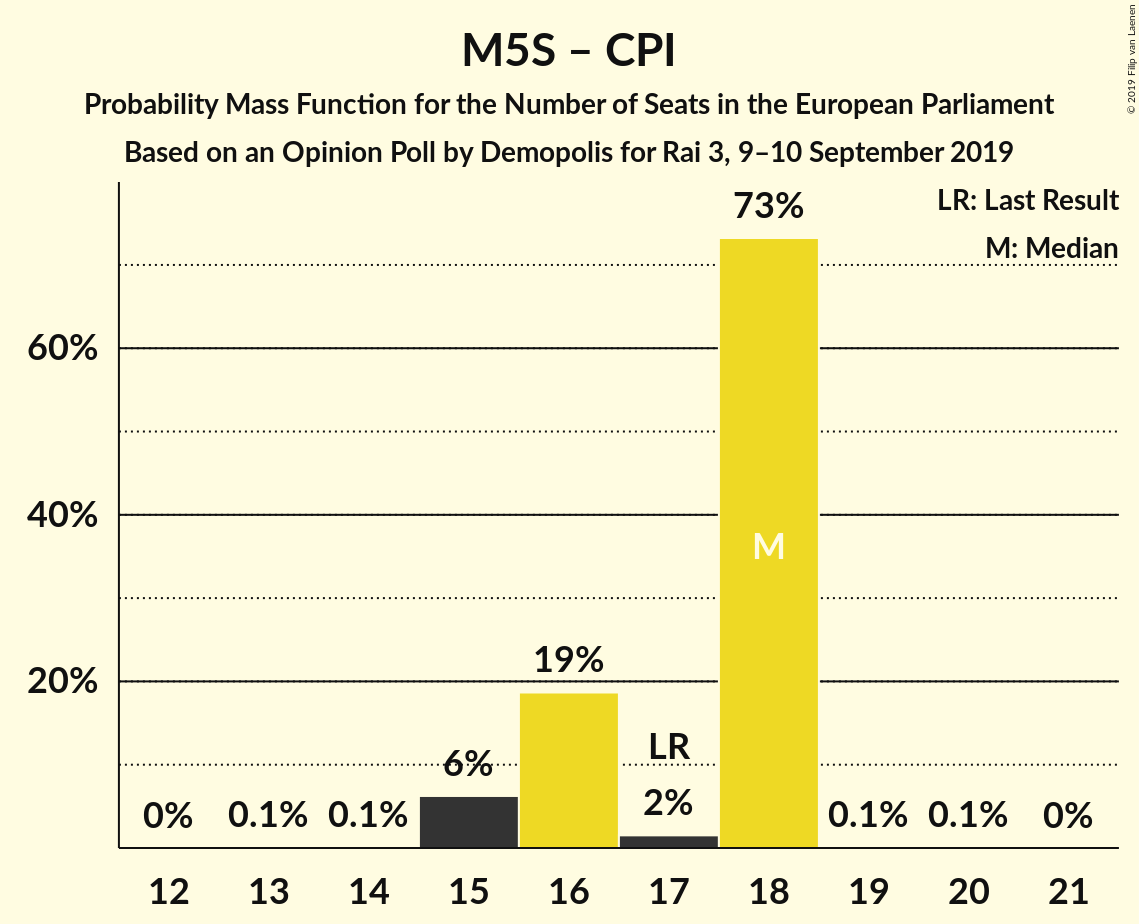 M5S – CPI
Probability Mass Function for the Number of Seats in the European Parliament
Based on an Opinion Poll by Demopolis for Rai 3, 9–10 September 2019
© 2019 Filip van Laenen
LR: Last Result
M: Median
73%
60%
40%
M
20%
19%
LR
6%
2%
0%
0.1%
0.1%
0.1%
0.1%
0%
12 13 14 15 16 17 18 19 20 21